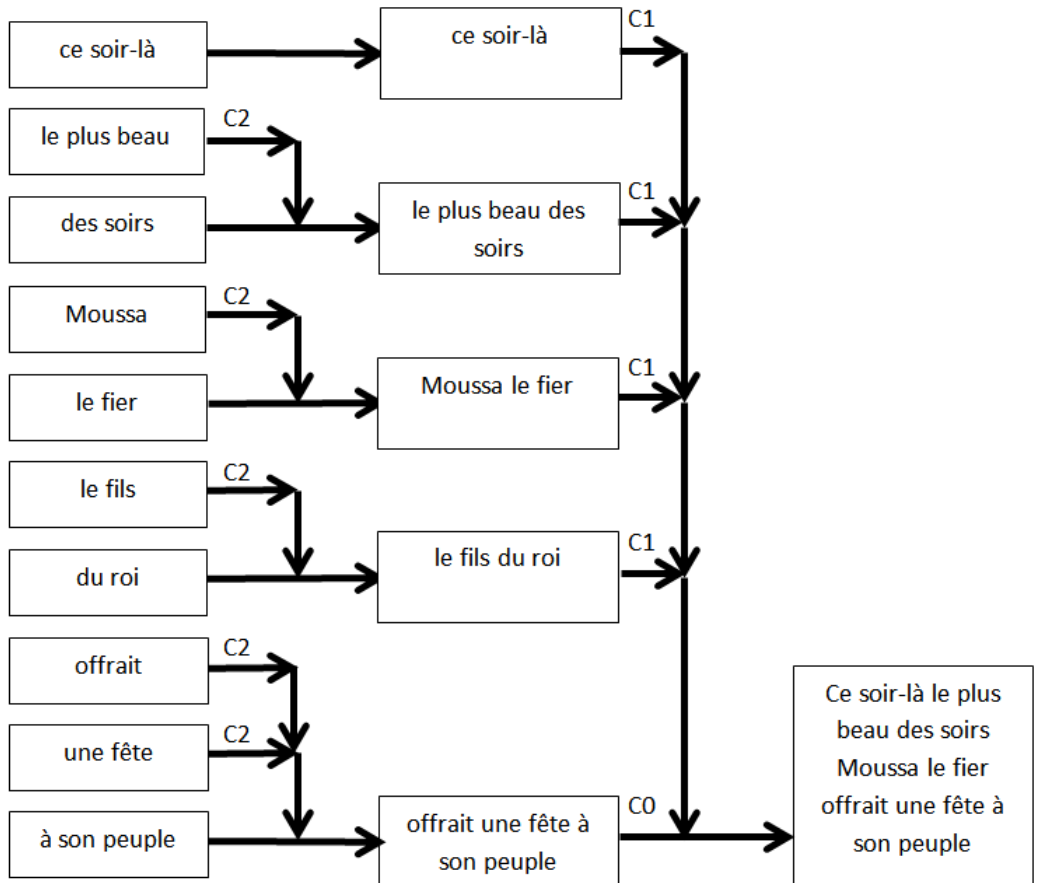 ce soir-là
ce soir-là
C1
le plus beau
C2
des soirs
le plus beau des
soirs
C1
Moussa
C2
le fier
Moussa le fier
C1
le fils
C2
du roi
le fils du roi
C1
offrait
C2
une fête
C2
à son peuple
offrait une fête à
son peuple
C0
Ce soir-là le plus
beau des soirs
Moussa le fier
offrait une fête à
son peuple